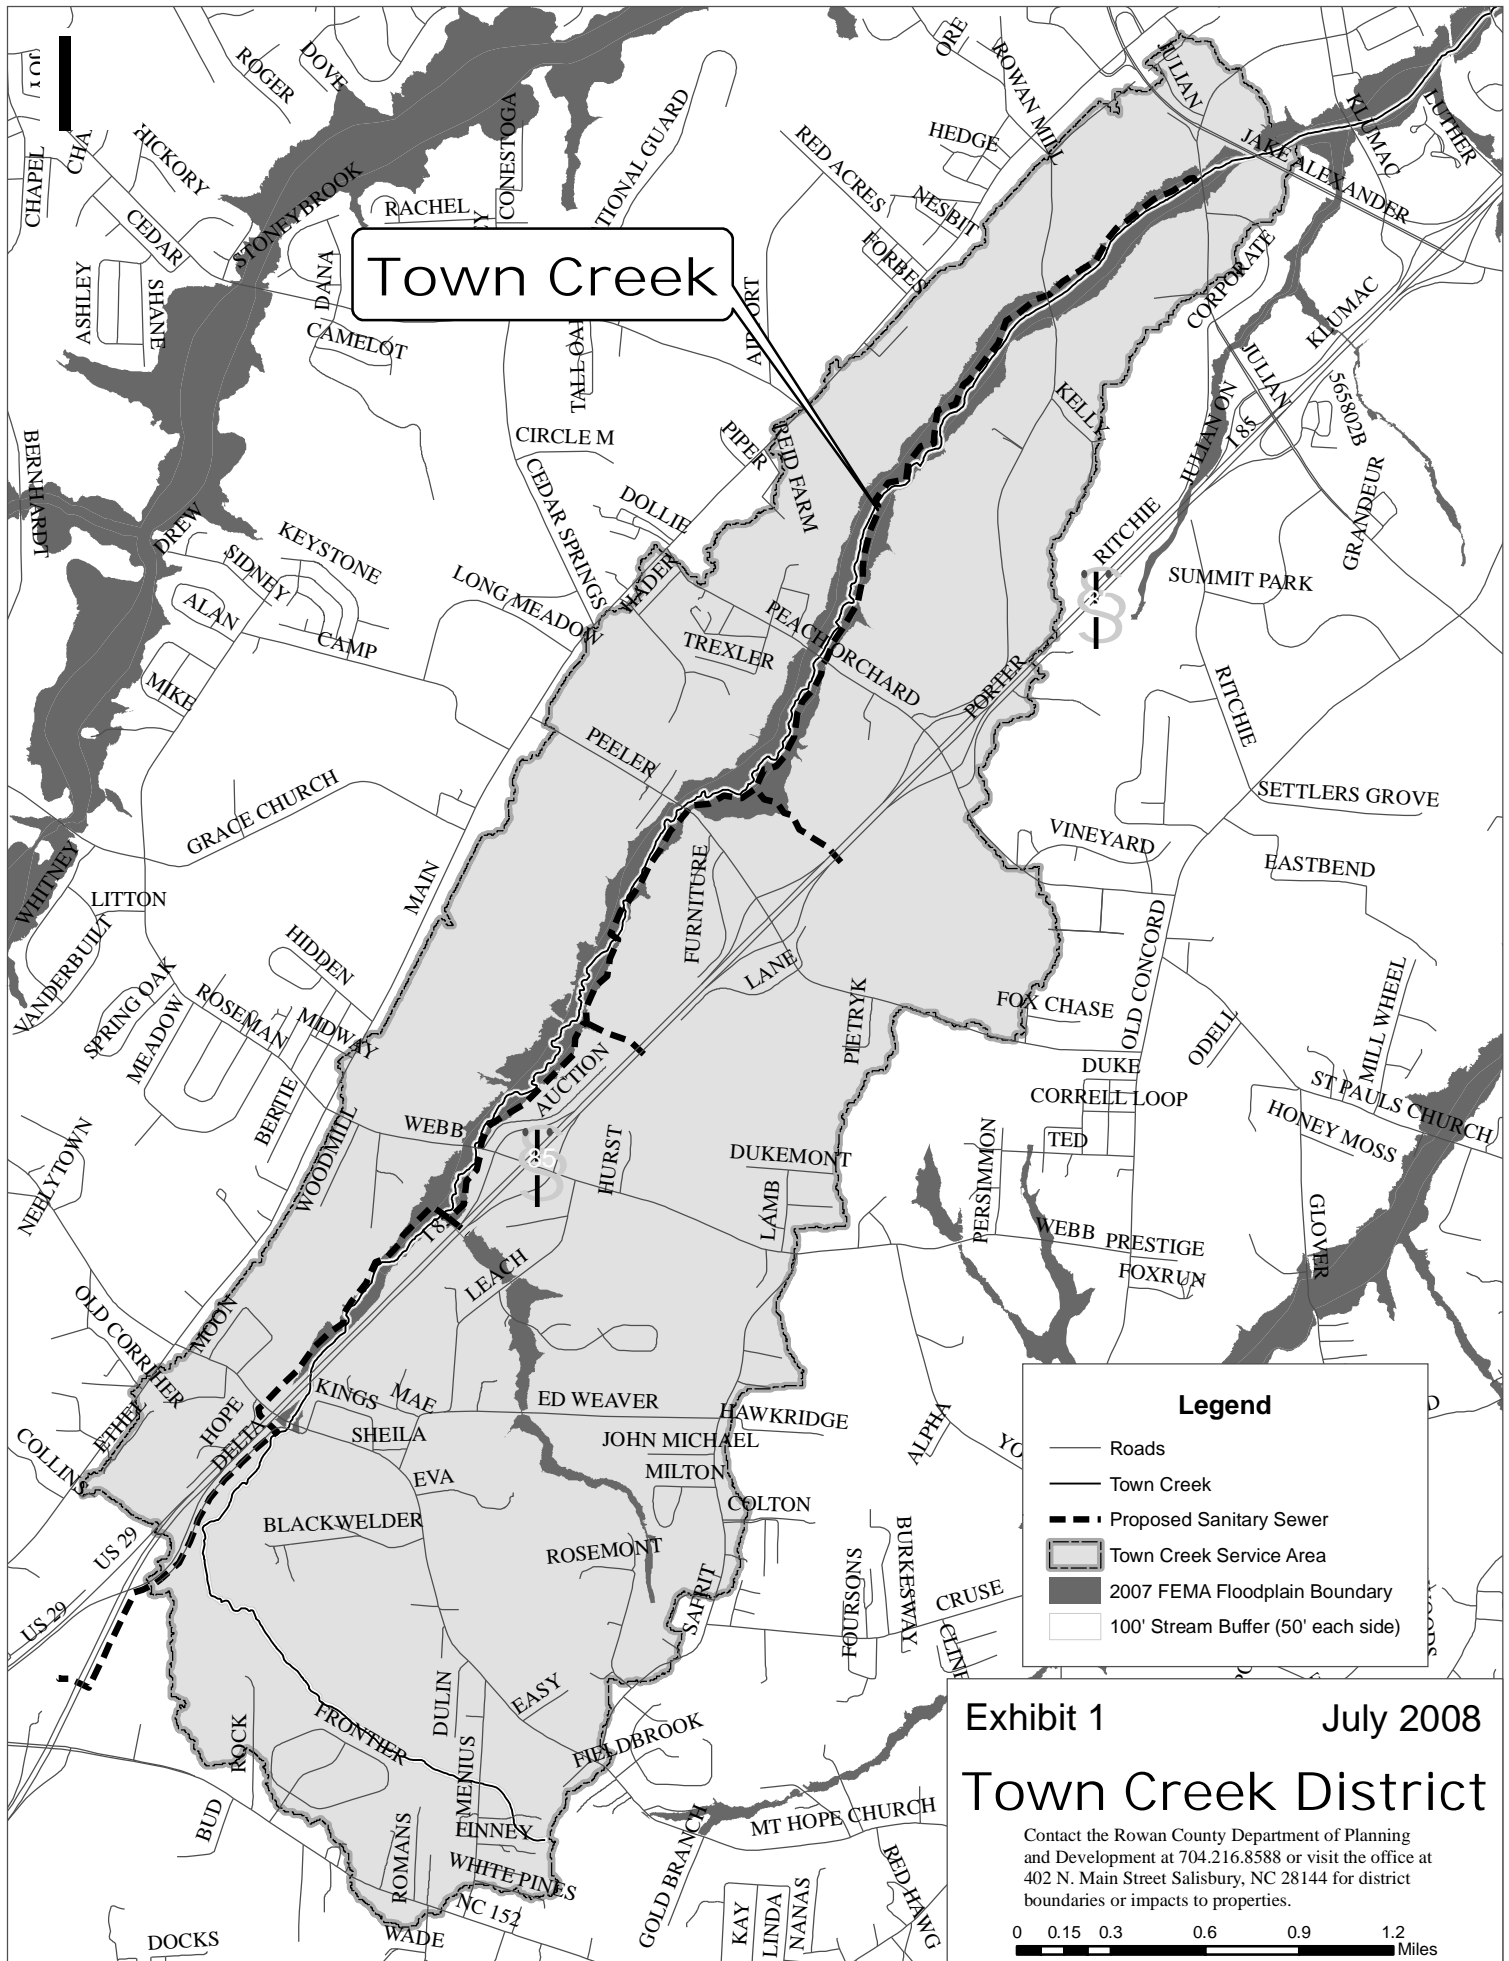 ROGER
DOVE
ORE
ROWAN MILL
JULIAN
KLUMAC
LUTHER
CHAPEL
HICKORY
CONESTOGA
RED ACRES
HEDGE
JAKE ALEXANDER
KLUMAC
CEDAR
STONEYBROOK
RACHEL
NESBIT
FORBES
CORPORATE
ASHLEY
SHANE
DANA
Town Creek
CAMELOT
KLUMAC
JULIAN
565802B
KELLY
JULIAN ON
I 85
BERNHARDT
CIRCLE M
PIPER
REID FARM
CEDAR SPRINGS
DOLLIE
GRANDEUR
DREW
KEYSTONE
SIDNEY
ALAN
LONG MEADOW
RITCHIE
SUMMIT PARK
CAMP
TREXLER
PEACH ORCHARD
PORTER
RITCHIE
MIKE
PEELER
GRACE CHURCH
SETTLERS GROVE
VINEYARD
EASTBEND
WHITNEY
LITTON
MAIN
FURNITURE
VANDERBUILT
HIDDEN
OLD CONCORD
SPRING OAK
MEADOW
ROSEMAN
MIDWAY
LANE
PIETRYK
FOX CHASE
ODELL
MILL WHEEL
AUCTION
DUKE
BERTIE
WOODMILL
WEBB
CORRELL LOOP
ST PAULS CHURCH
HONEY MOSS
NEELYTOWN
85
HURST
DUKEMONT
LAMB
PERSIMMON
TED
WEBB
PRESTIGE
GLOVER
FOXRUN
LEACH
OLD CORRIHER
MOON
KINGS
MAE
ED WEAVER
HAWKRIDGE
ALPHA
ETHEL
HOPE
DELTA
SHEILA
JOHN MICHAEL
COLLINS
EVA
MILTON
COLTON
BLACKWELDER
US 29
ROSEMONT
BURKESWAY
FOURSONS
CRUSE
US 29
SAFRIT
DULIN
EASY
ROCK
FRONTIER
MENIUS
FIELDBROOK
BUD
ROMANS
FINNEY
WHITE PINES
MT HOPE CHURCH
GOLD BRANCH
RED HAWG
NC 152
WADE
DOCKS
KAY
LINDA
NANAS
Legend
Roads
Town Creek
Proposed Sanitary Sewer
Town Creek Service Area
2007 FEMA Floodplain Boundary
100' Stream Buffer (50' each side)
Exhibit 1
July 2008
Town Creek District
Contact the Rowan County Department of Planning
and Development at 704.216.8588 or visit the office at
402 N. Main Street Salisbury, NC 28144 for district
boundaries or impacts to properties.
0 0.15 0.3 0.6 0.9 1.2
Miles